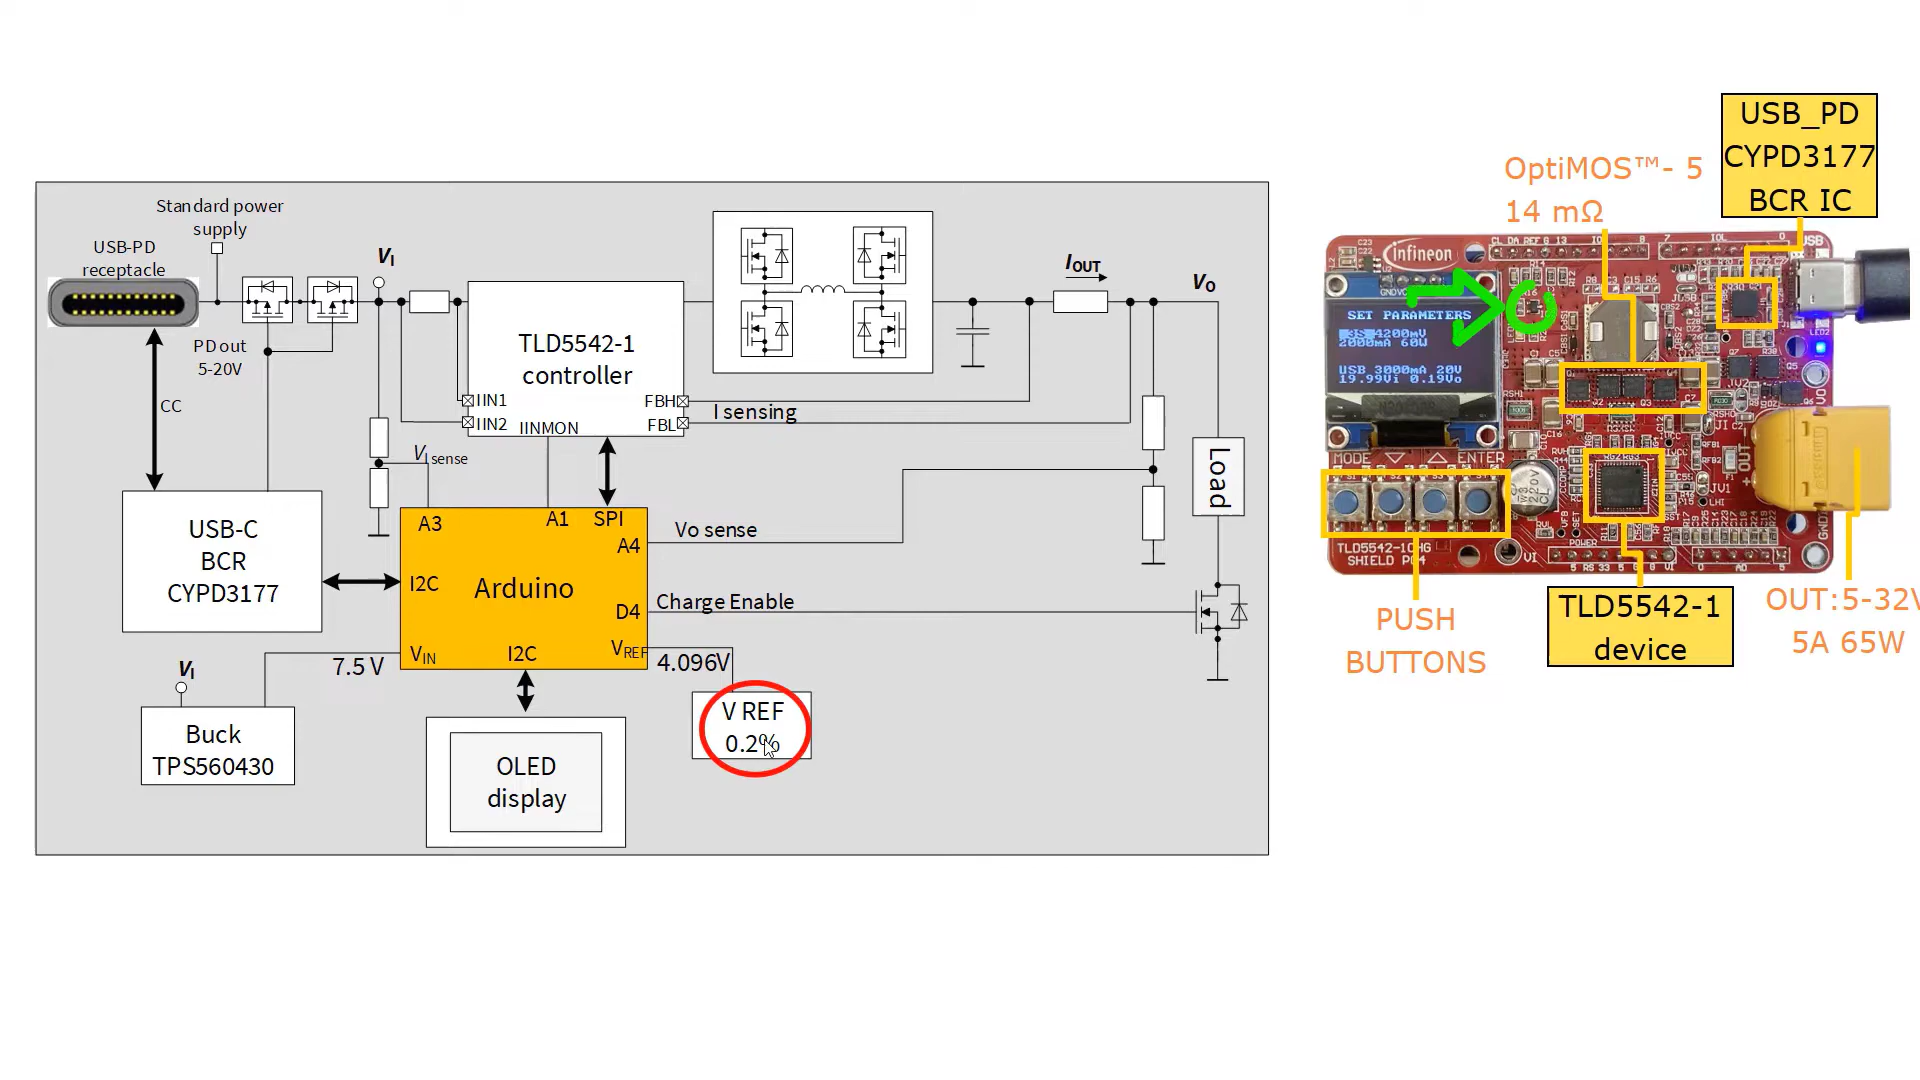 Standard power
supply
USB-PD
receptacle
VI
PD out
5-20V
CC
TLD5542-1
controller
IIN1
IIN2
IINMON
FBH
FBL
I sensing
IOUT
VO
VI sense
Load
USB-C
BCR
CYPD3177
A3
A1
SPI
A4
Vo sense
I2C
Arduino
D4
Charge Enable
VIN
I2C
VREF
4.096V
7.5 V
VI
Buck
TPS560430
OLED
display
V REF
0.2%
USB_PD
CYPD3177
BCR IC
OptiMOS™- 5
14 mΩ
infineon
SET PARAMETERS
4200mV
2000mA 60W
USB 3000mA 20V
19.99Vi 0.19Vo
MODE
ENTER
OUT
TLD5542-1CHG
SHIELD
VI
POWER
JV1
PUSH
BUTTONS
TLD5542-1
device
OUT:5-32V
5A 65W